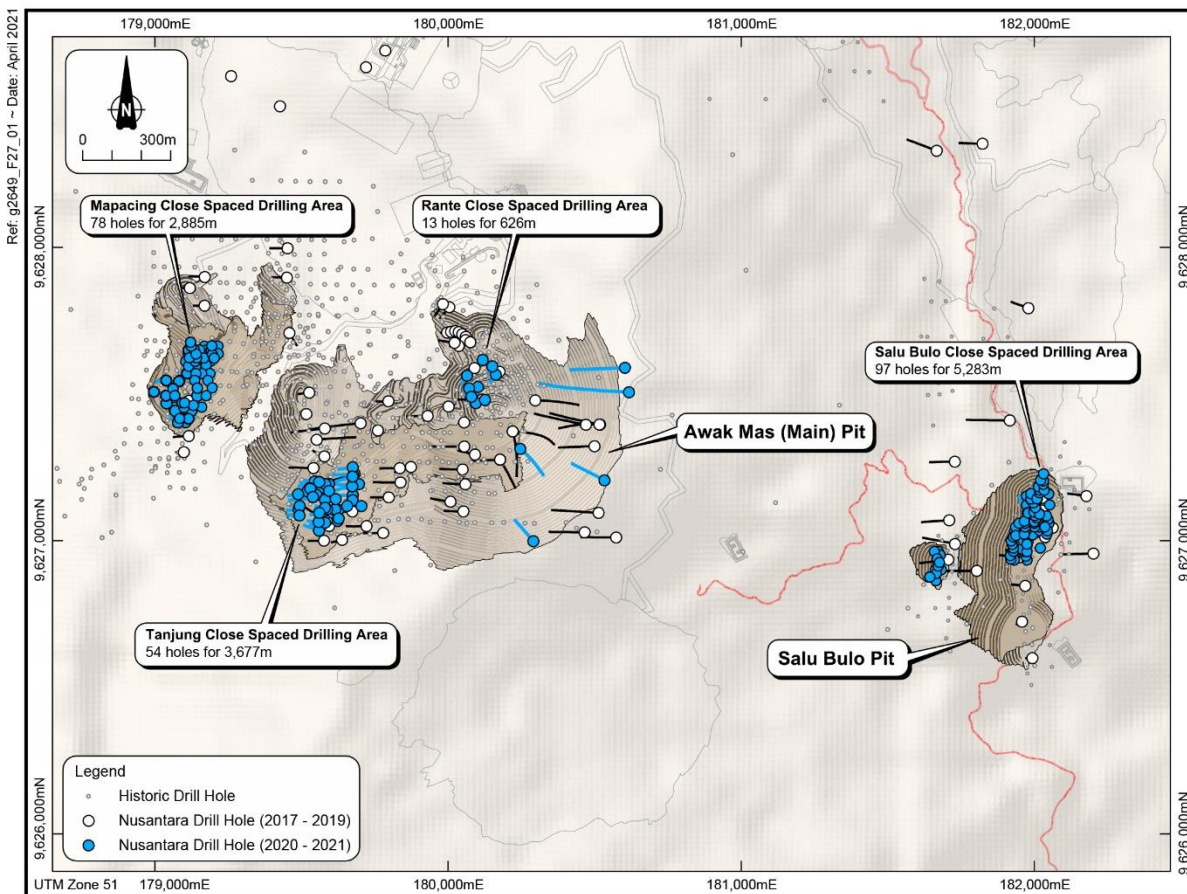 Ref: g2649_F27_01 ~ Date: April 2021
179,000mE
180,000mE
181,000mE
182,000mE
N
0 300m
9,628,000mN
9,628,000mN
Mapacing Close Spaced Drilling Area
78 holes for 2,885m
Rante Close Spaced Drilling Area
13 holes for 626m
Salu Bulo Close Spaced Drilling Area
97 holes for 5,283m
Awak Mas (Main) Pit
9,627,000mN
9,627,000mN
Tanjung Close Spaced Drilling Area
54 holes for 3,677m
Salu Bulo Pit
Legend
Historic Drill Hole
Nusantara Drill Hole (2017 - 2019)
Nusantara Drill Hole (2020 - 2021)
9,626,000mN
9,626,000mN
UTM Zone 51
179,000mE
180,000mE
181,000mE
182,000mE